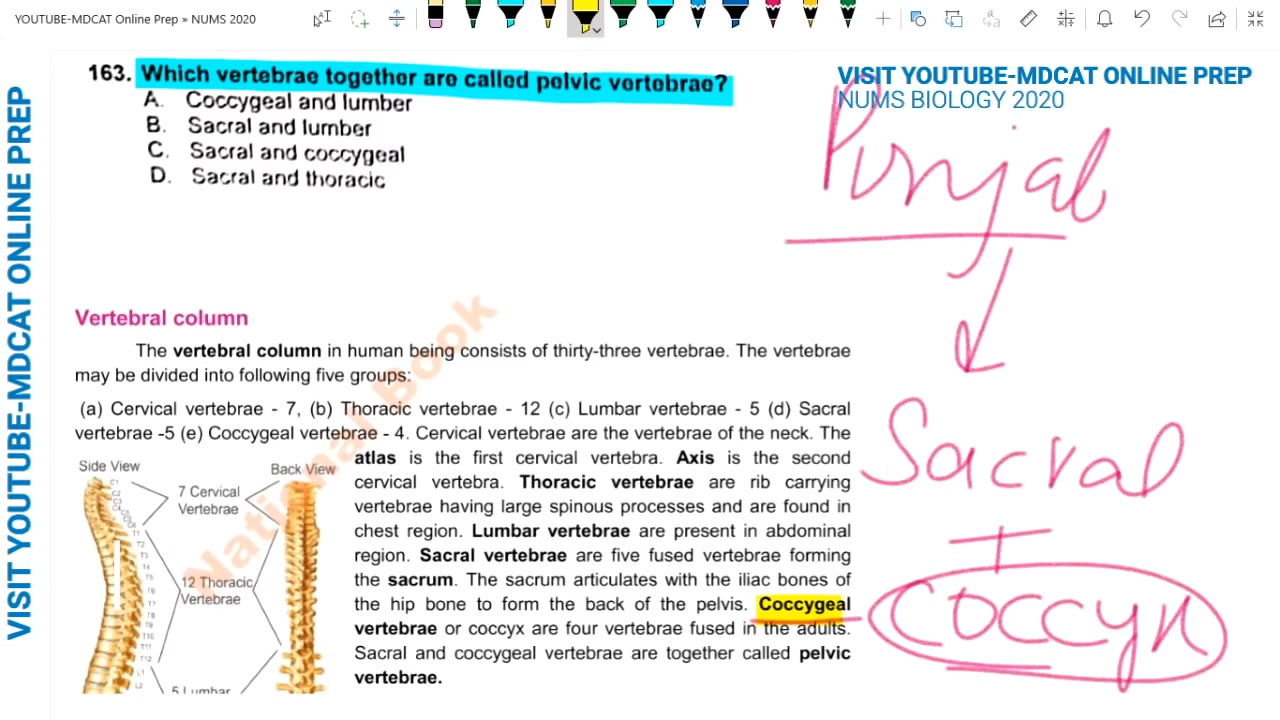 YOUTUBE-MDCAT Online Prep » NUMS 2020
VISIT YOUTUBE-MDCAT ONLINE PREP
163. Which vertebrae together are called pelvic vertebrae?
A. Coccygeal and lumber
B. Sacral and lumber
C. Sacral and coccygeal
D. Sacral and thoracic
VISIT YOUTUBE-MDCAT ONLINE PREP
NUMS BIOLOGY 2020
Punjab
Sacral
+
Coccyx
Vertebral column
The vertebral column in human being consists of thirty-three vertebrae. The vertebrae
may be divided into following five groups:
(a) Cervical vertebrae - 7, (b) Thoracic vertebrae - 12 (c) Lumbar vertebrae - 5 (d) Sacral
vertebrae -5 (e) Coccygeal vertebrae - 4. Cervical vertebrae are the vertebrae of the neck. The
atlas is the first cervical vertebra. Axis is the second
cervical vertebra. Thoracic vertebrae are rib carrying
vertebrae having large spinous processes and are found in
chest region. Lumbar vertebrae are present in abdominal
region. Sacral vertebrae are five fused vertebrae forming
the sacrum. The sacrum articulates with the iliac bones of
the hip bone to form the back of the pelvis. Coccygeal
vertebrae or coccyx are four vertebrae fused in the adults.
Sacral and coccygeal vertebrae are together called pelvic
vertebrae.
Side View
Back View
7 Cervical
Vertebrae
12 Thoracic
Vertebrae
5 Lumbar
National Book